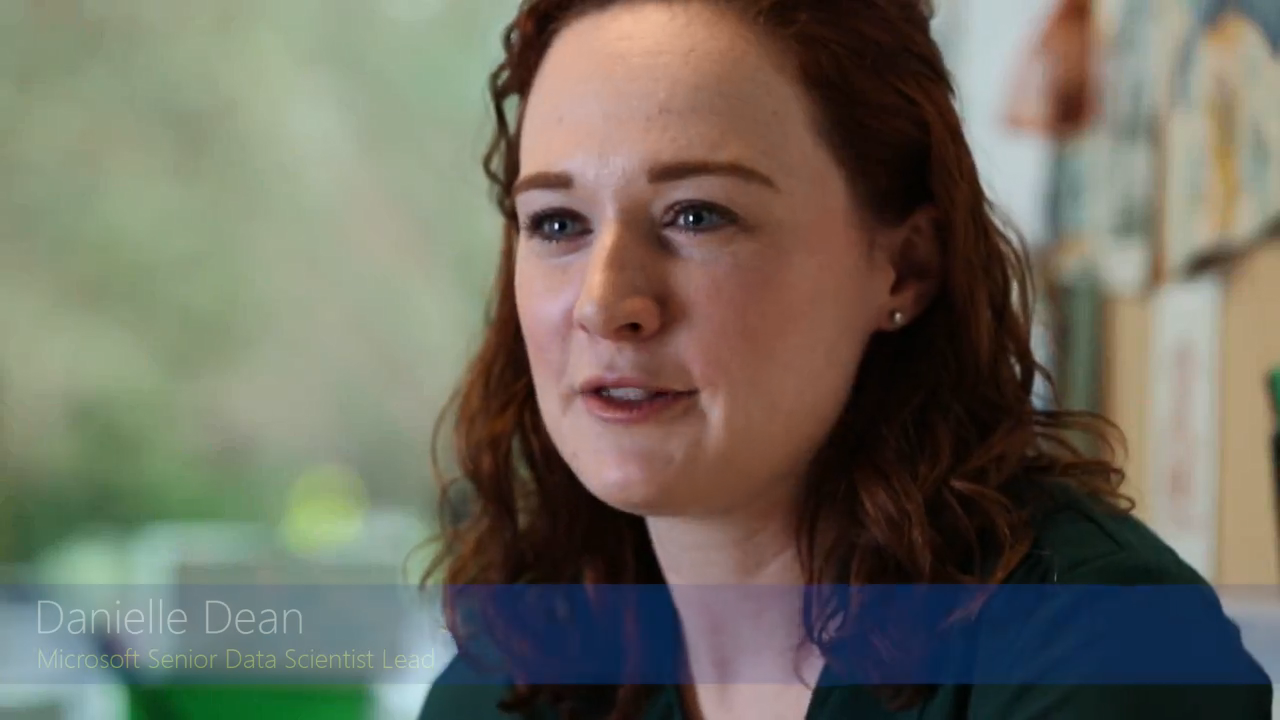 Danielle Dean
Microsoft Senior Data Scientist Lead